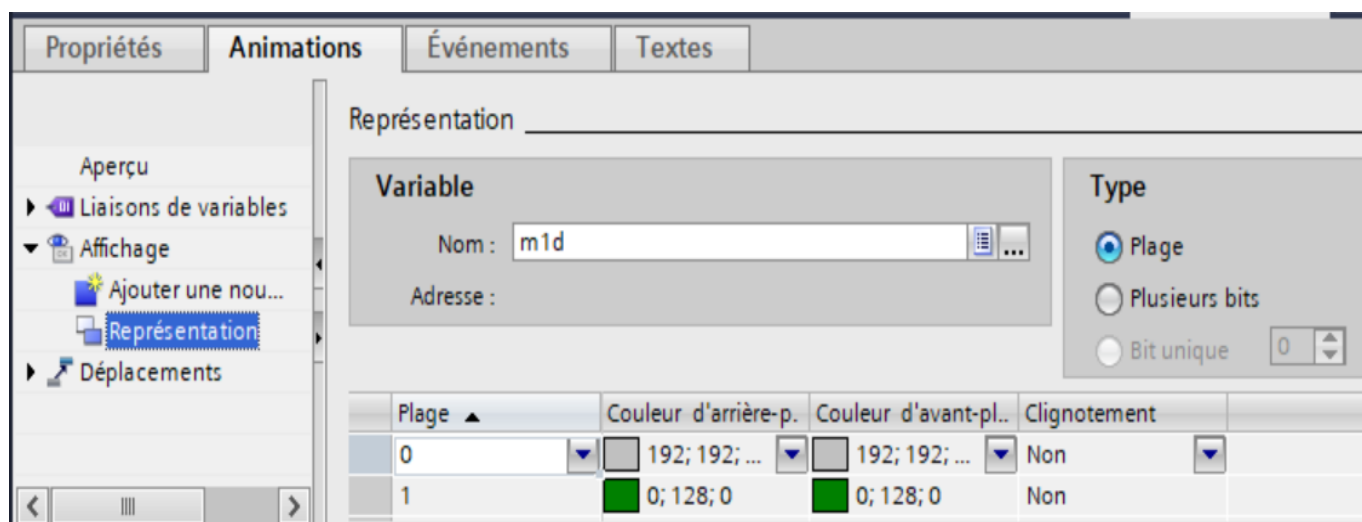 Propriétés Animations Événements Textes
Représentation
Aperçu
Liaisons de variables
Affichage
Ajouter une nou...
Représentation
Déplacements
Variable
Nom : m1d ...
Adresse :
Type
Plage
Plusieurs bits
Bit unique 0
Plage Couleur d'arrière-p. Couleur d'avant-pl.. Clignotement
0 192; 192; ... 192; 192; ... Non
1 0; 128; 0 0; 128; 0 Non